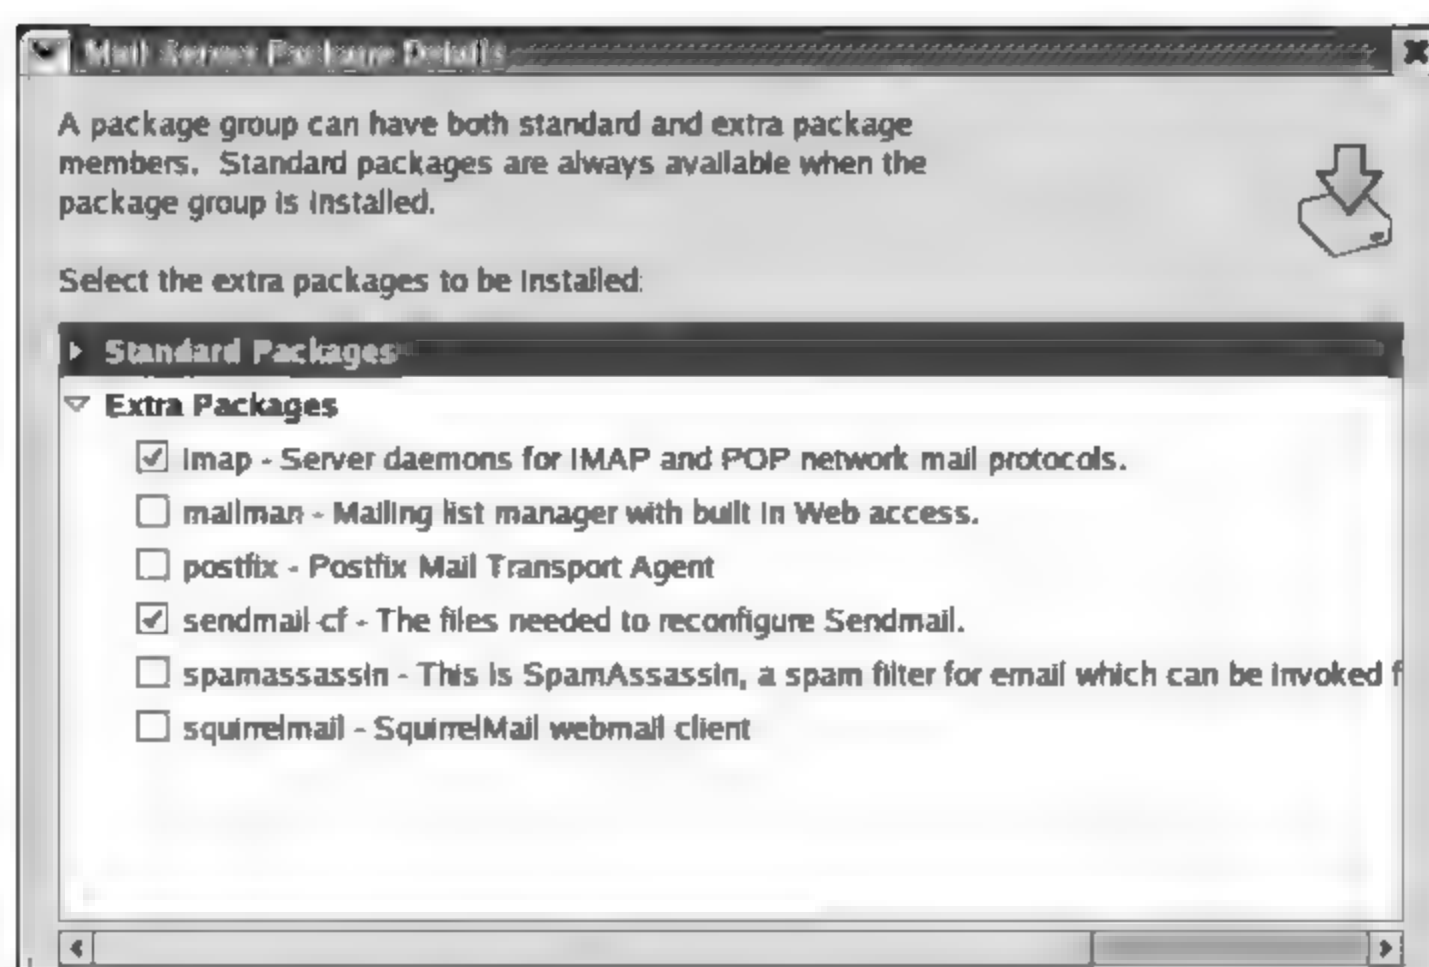 Mail Server Package Details
A package group can have both standard and extra package
members. Standard packages are always available when the
package group is installed.
Select the extra packages to be installed:
Standard Packages
Extra Packages
imap - Server daemons for IMAP and POP network mail protocols.
mailman - Mailing list manager with built in Web access.
postfix - Postfix Mail Transport Agent
sendmail-cf - The files needed to reconfigure Sendmail.
spamassassin - This is SpamAssassin, a spam filter for email which can be invoked f
squirrelmail - SquirrelMail webmail client